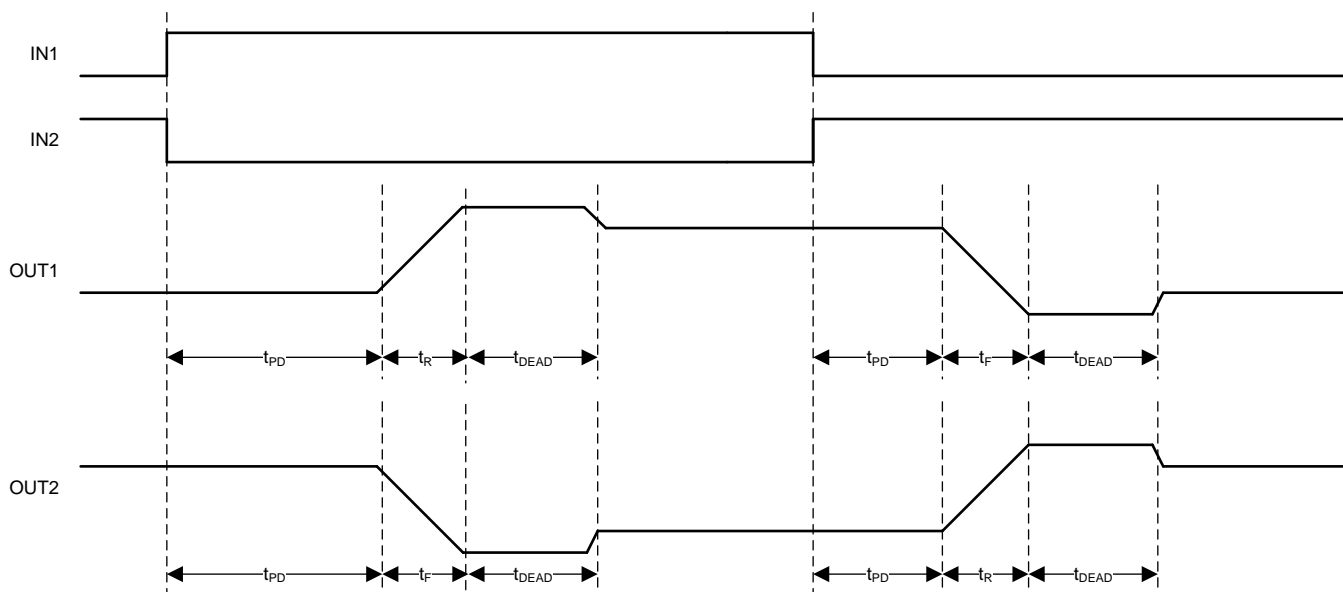 IN1
IN2
OUT1
tPD tR tDEAD tPD tF tDEAD
OUT2
tPD tF tDEAD tPD tR tDEAD